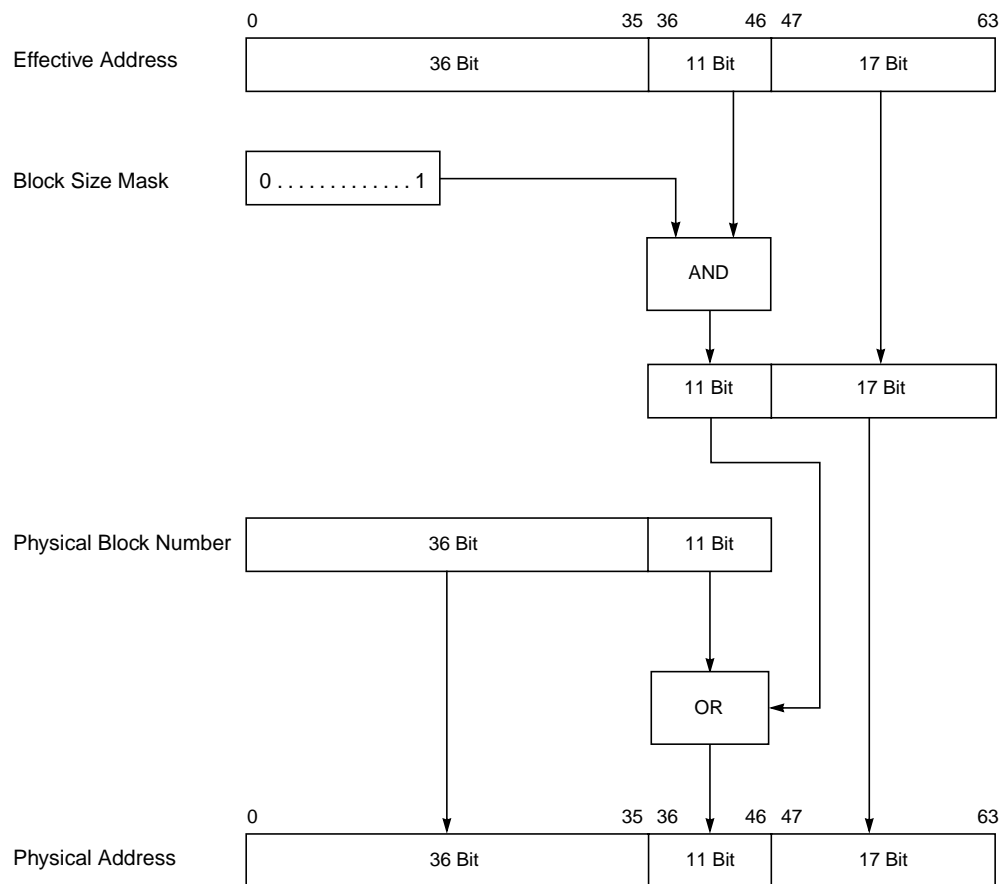 0 35 36 46 47 63
Effective Address 36 Bit 11 Bit 17 Bit
Block Size Mask 0 . . . . . . . . . . . . . 1
AND
11 Bit 17 Bit
Physical Block Number 36 Bit 11 Bit
OR
0 35 36 46 47 63
Physical Address 36 Bit 11 Bit 17 Bit